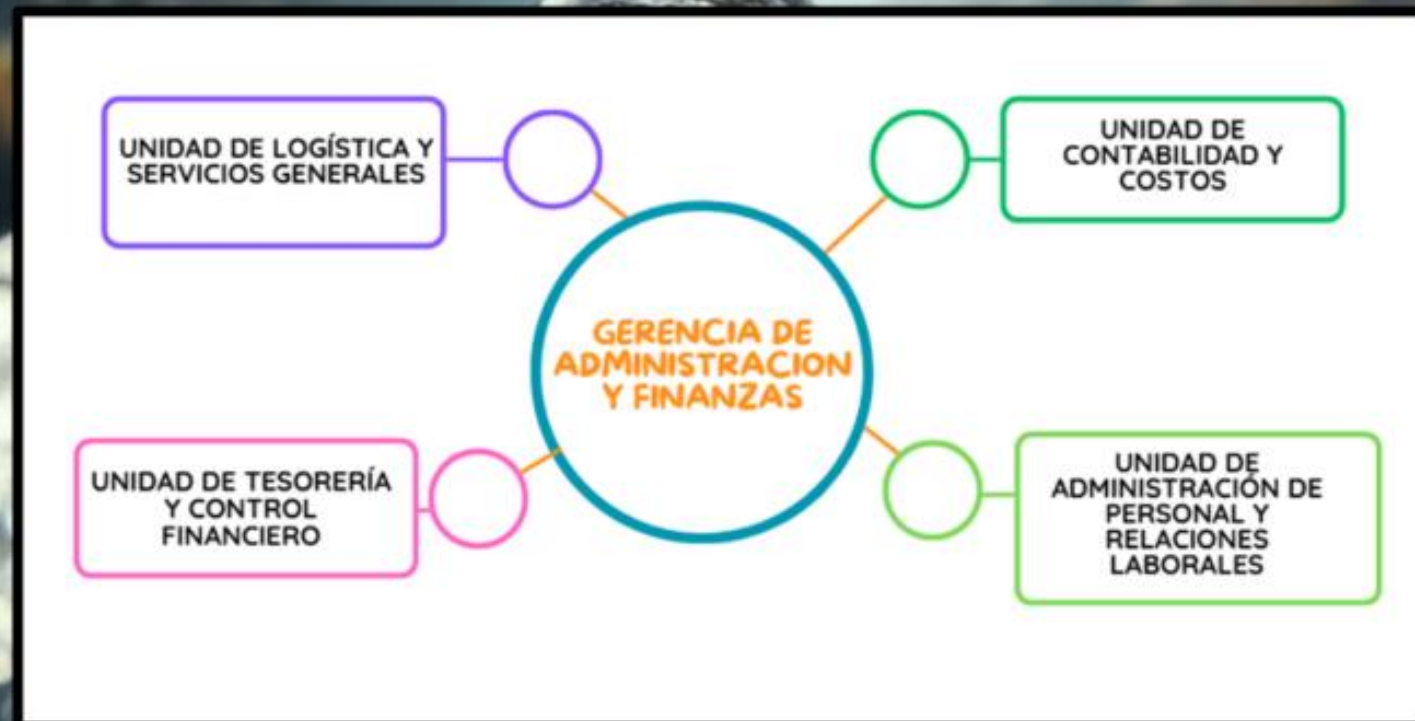 UNIDAD DE LOGÍSTICA Y
SERVICIOS GENERALES
UNIDAD DE
CONTABILIDAD Y
COSTOS
GERENCIA DE
ADMINISTRACION
Y FINANZAS
UNIDAD DE TESORERÍA
Y CONTROL
FINANCIERO
UNIDAD DE
ADMINISTRACIÓN DE
PERSONAL Y
RELACIONES
LABORALES